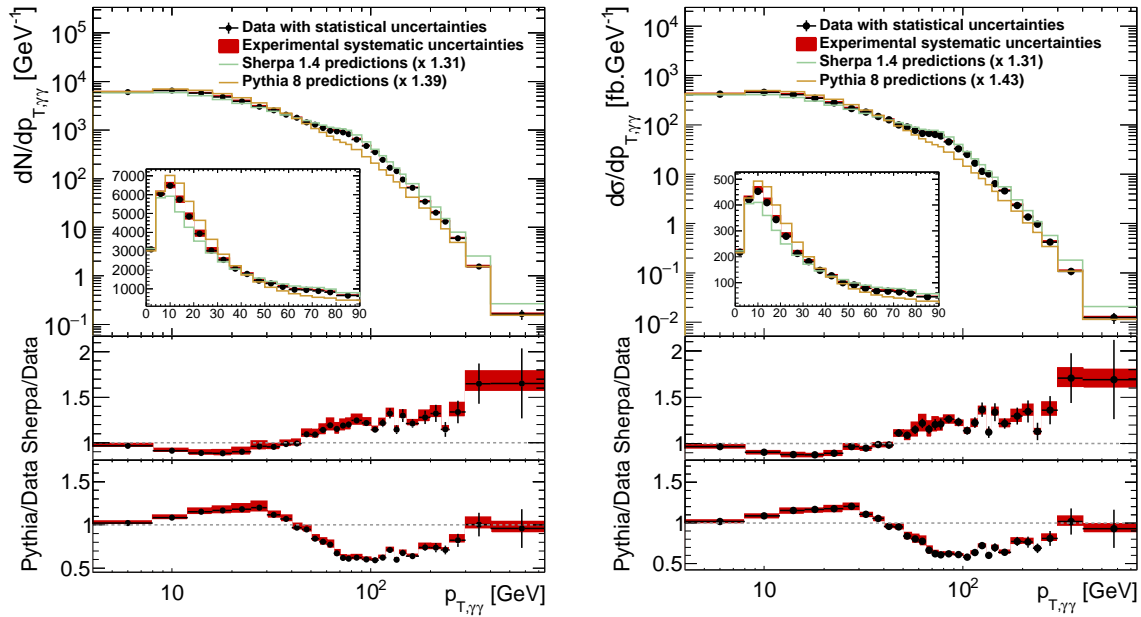 dN/dp_{T,γγ} [GeV^{-1}]
Data with statistical uncertainties
Experimental systematic uncertainties
Sherpa 1.4 predictions (x 1.31)
Pythia 8 predictions (x 1.39)
10^5
10^4
10^3
10^2
10
1
10^{-1}
7000
6000
5000
4000
3000
2000
1000
0 10 20 30 40 50 60 70 80 90
Sherpa/Data
2
1.5
1
Pythia/Data
1.5
1
0.5
10 10^2
p_{T,γγ} [GeV]
dσ/dp_{T,γγ} [fb.GeV^{-1}]
Data with statistical uncertainties
Experimental systematic uncertainties
Sherpa 1.4 predictions (x 1.31)
Pythia 8 predictions (x 1.43)
10^4
10^3
10^2
10
1
10^{-1}
10^{-2}
500
400
300
200
100
0 10 20 30 40 50 60 70 80 90
Sherpa/Data
2
1.5
1
Pythia/Data
1.5
1
0.5
10 10^2
p_{T,γγ} [GeV]